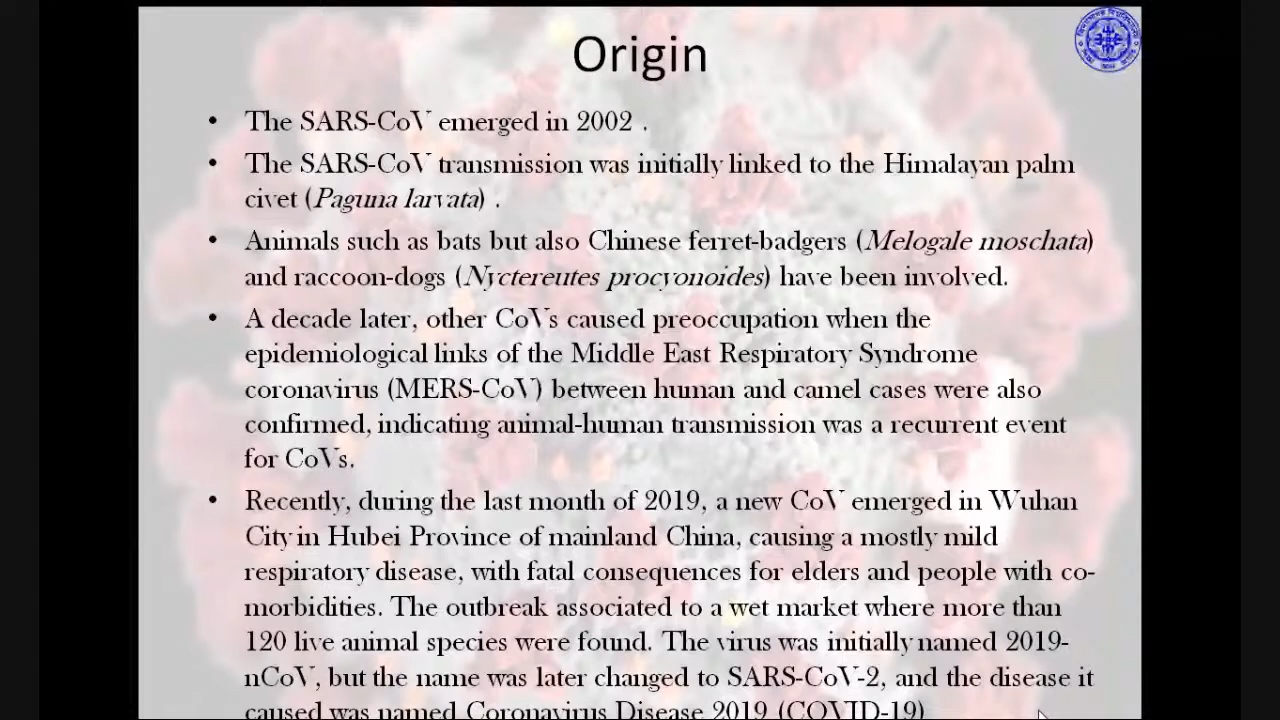 Origin
• The SARS-CoV emerged in 2002 .
• The SARS-CoV transmission was initially linked to the Himalayan palm
civet (Paguna larvata) .
• Animals such as bats but also Chinese ferret-badgers (Melogale moschata)
and raccoon-dogs (Nyctereutes procyonoides) have been involved.
• A decade later, other CoVs caused preoccupation when the
epidemiological links of the Middle East Respiratory Syndrome
coronavirus (MERS-CoV) between human and camel cases were also
confirmed, indicating animal-human transmission was a recurrent event
for CoVs.
• Recently, during the last month of 2019, a new CoV emerged in Wuhan
City in Hubei Province of mainland China, causing a mostly mild
respiratory disease, with fatal consequences for elders and people with co-
morbidities. The outbreak associated to a wet market where more than
120 live animal species were found. The virus was initially named 2019-
nCoV, but the name was later changed to SARS-CoV-2, and the disease it
caused was named Coronavirus Disease 2019 (COVID-19)